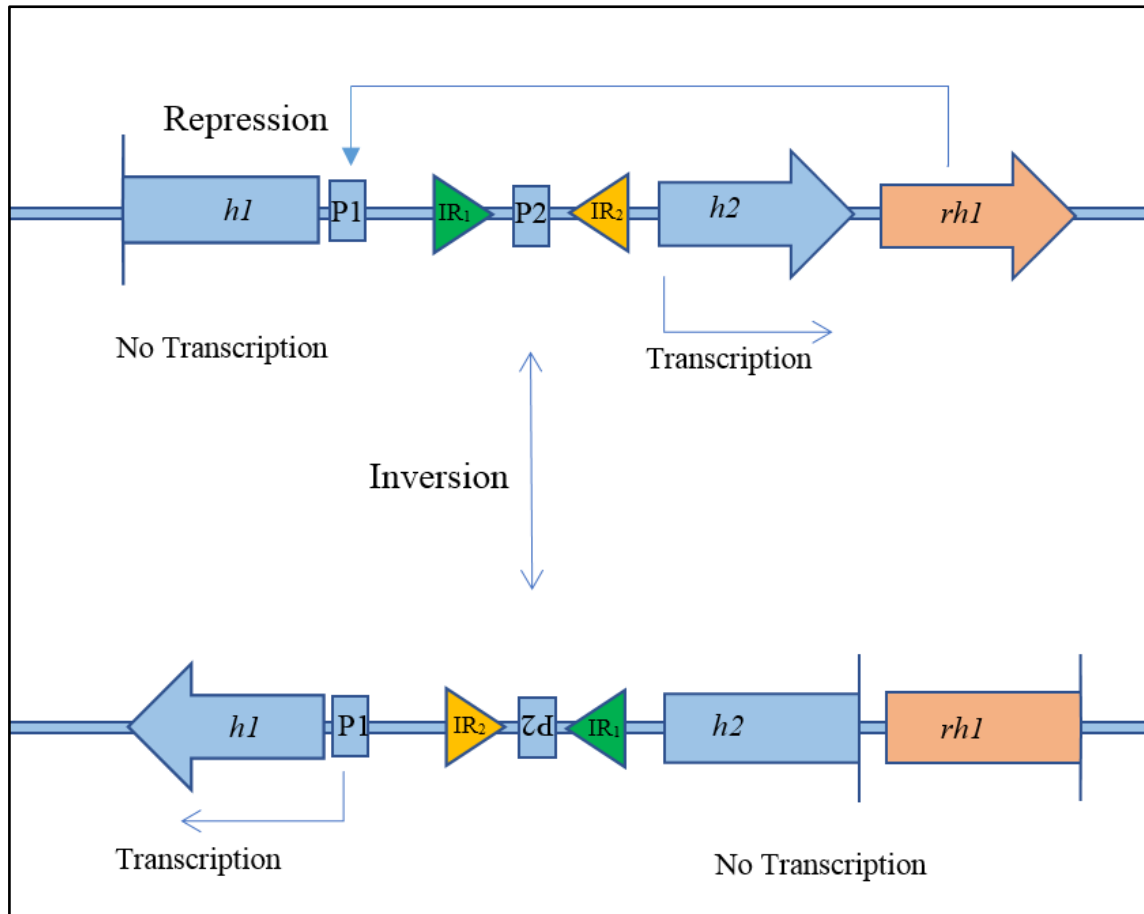 Repression
h1 P1 IR₁ P2 IR₂ h2 rh1
No Transcription
Transcription
Inversion
h1 P1 IR₂ P2 IR₁ h2 rh1
Transcription
No Transcription